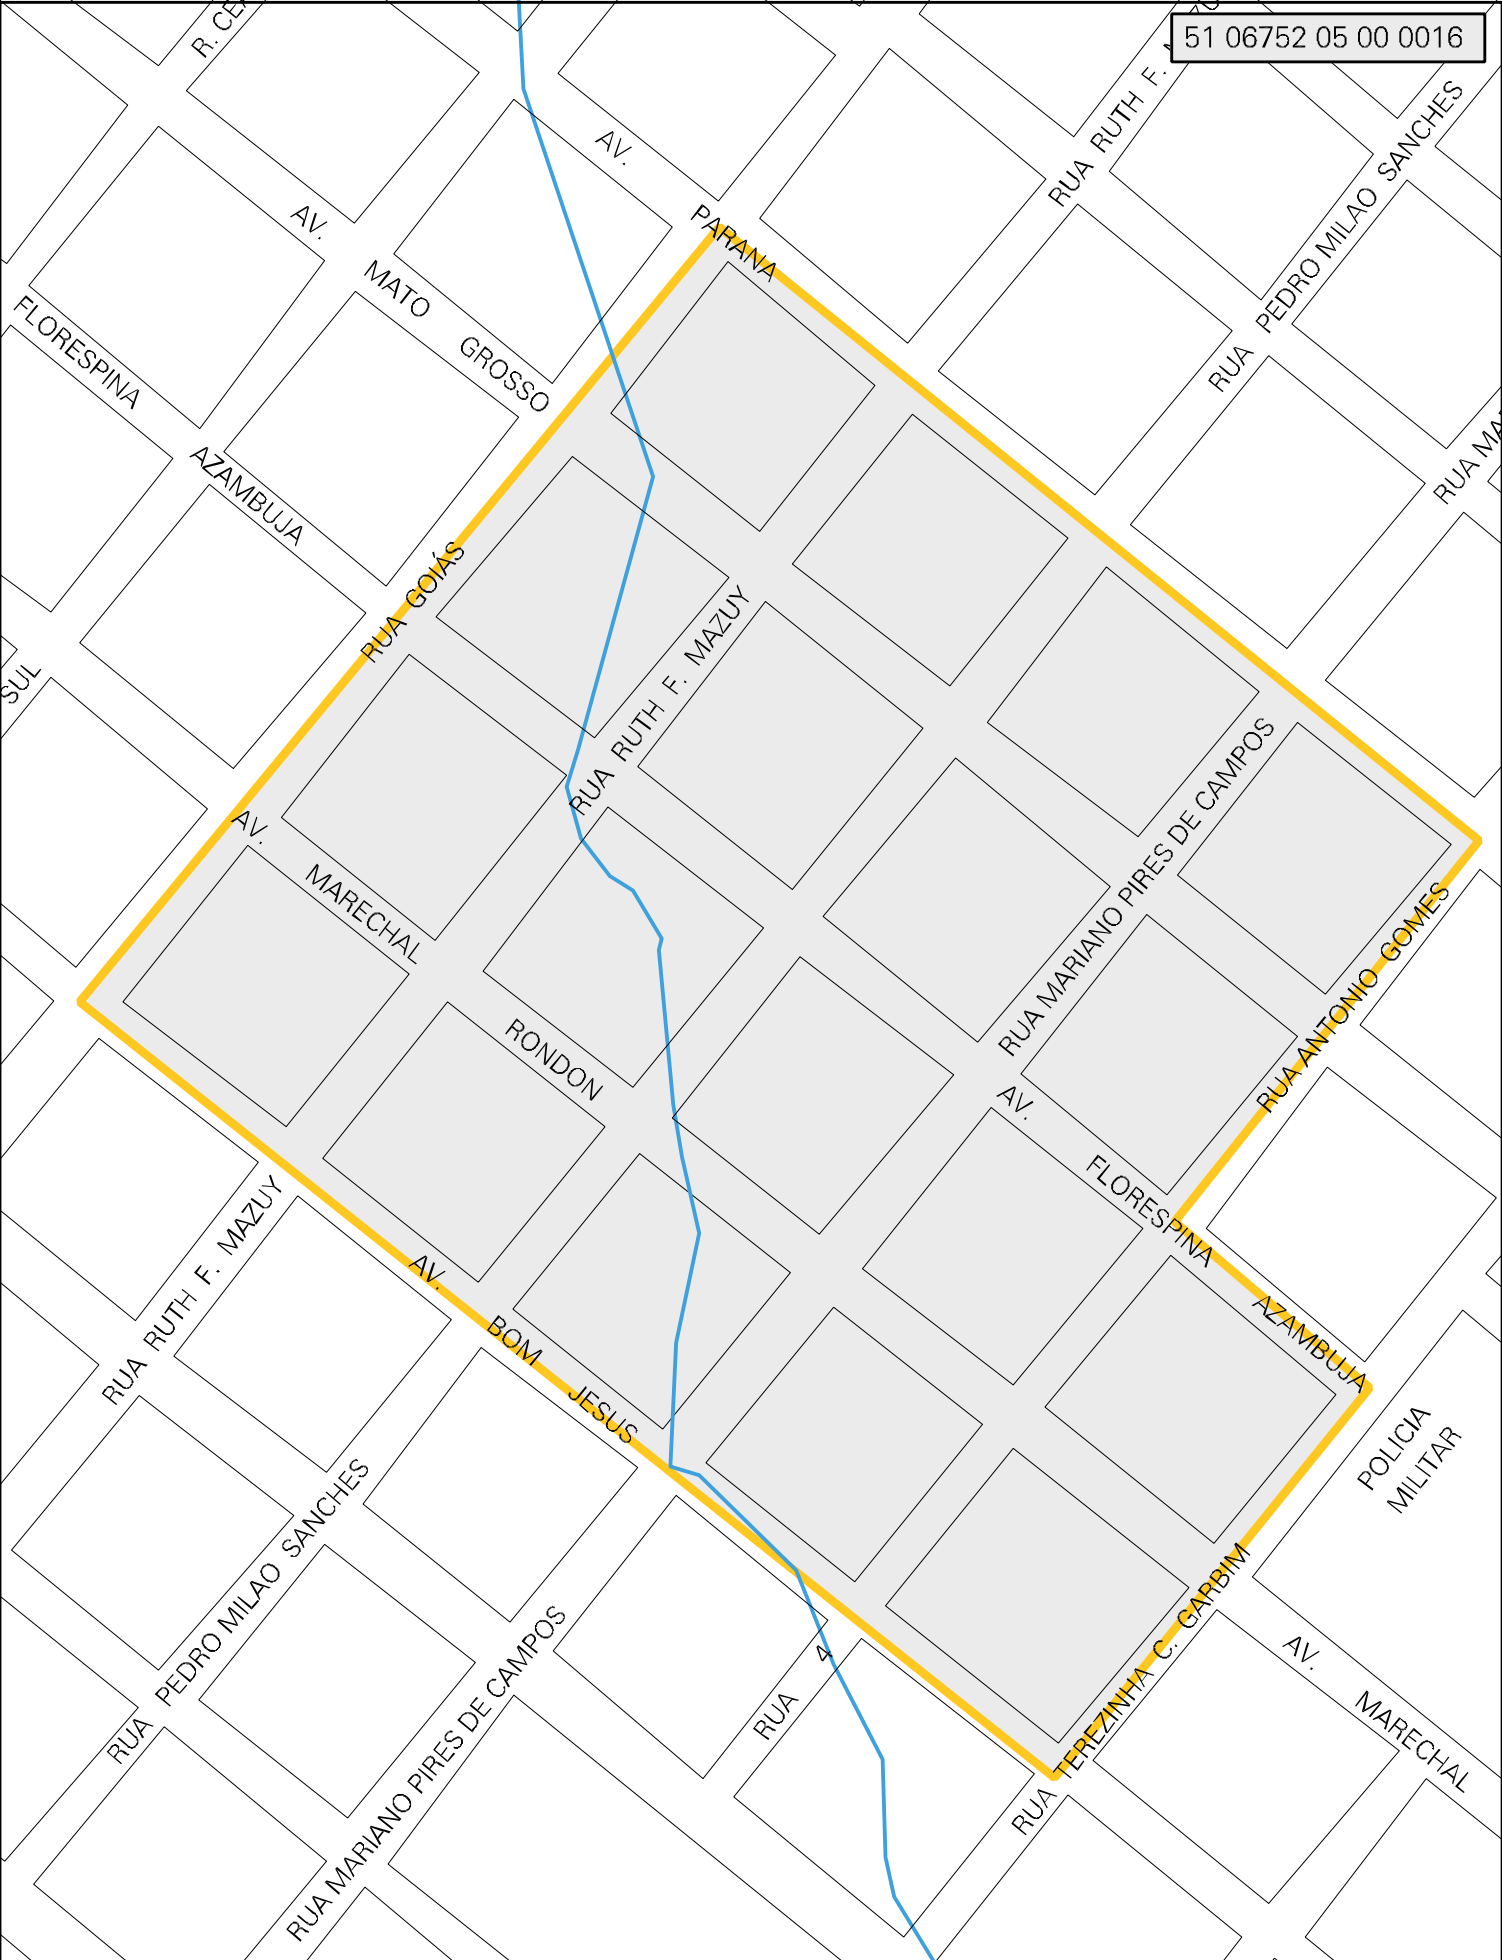 51 06752 05 00 0016
RUA RUTH F.
AV.
PARANA
RUA PEDRO MILAO SANCHES
AV.
MATO GROSSO
FLORESPINA
AZAMBUJA
SUL
RUA GOIÁS
RUA RUTH F. MAZUY
RUA MARIANO PIRES DE CAMPOS
AV.
MARECHAL
RONDON
RUA ANTONIO GOMES
AV.
FLORESPINA
AZAMBUJA
RUA RUTH F. MAZUY
AV.
BOM
JESUS
POLICIA
MILITAR
RUA PEDRO MILAO SANCHES
RUA MARIANO PIRES DE CAMPOS
RUA 4
RUA TEREZINHA C. GARBIM
AV.
MARECHAL